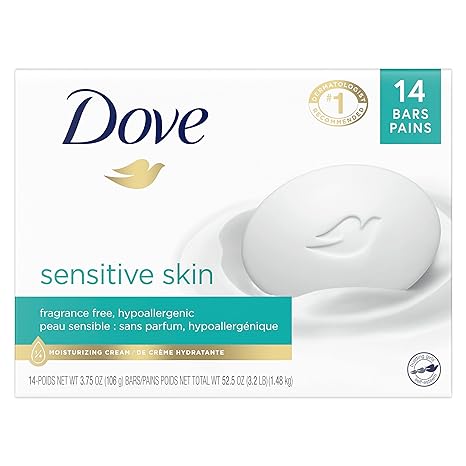 Dove
DERMATOLOGIST
#1
RECOMMENDED
14
BARS
PAINS
sensitive skin
fragrance free, hypoallergenic
peau sensible : sans parfum, hypoallergénique
1/4 MOISTURIZING CREAM / DE CRÈME HYDRATANTE
14-POIDS NET WT 3.75 OZ (106 g) BARS/PAINS POIDS NET TOTAL WT 52.5 OZ (3.2 LB)(1.48 kg)